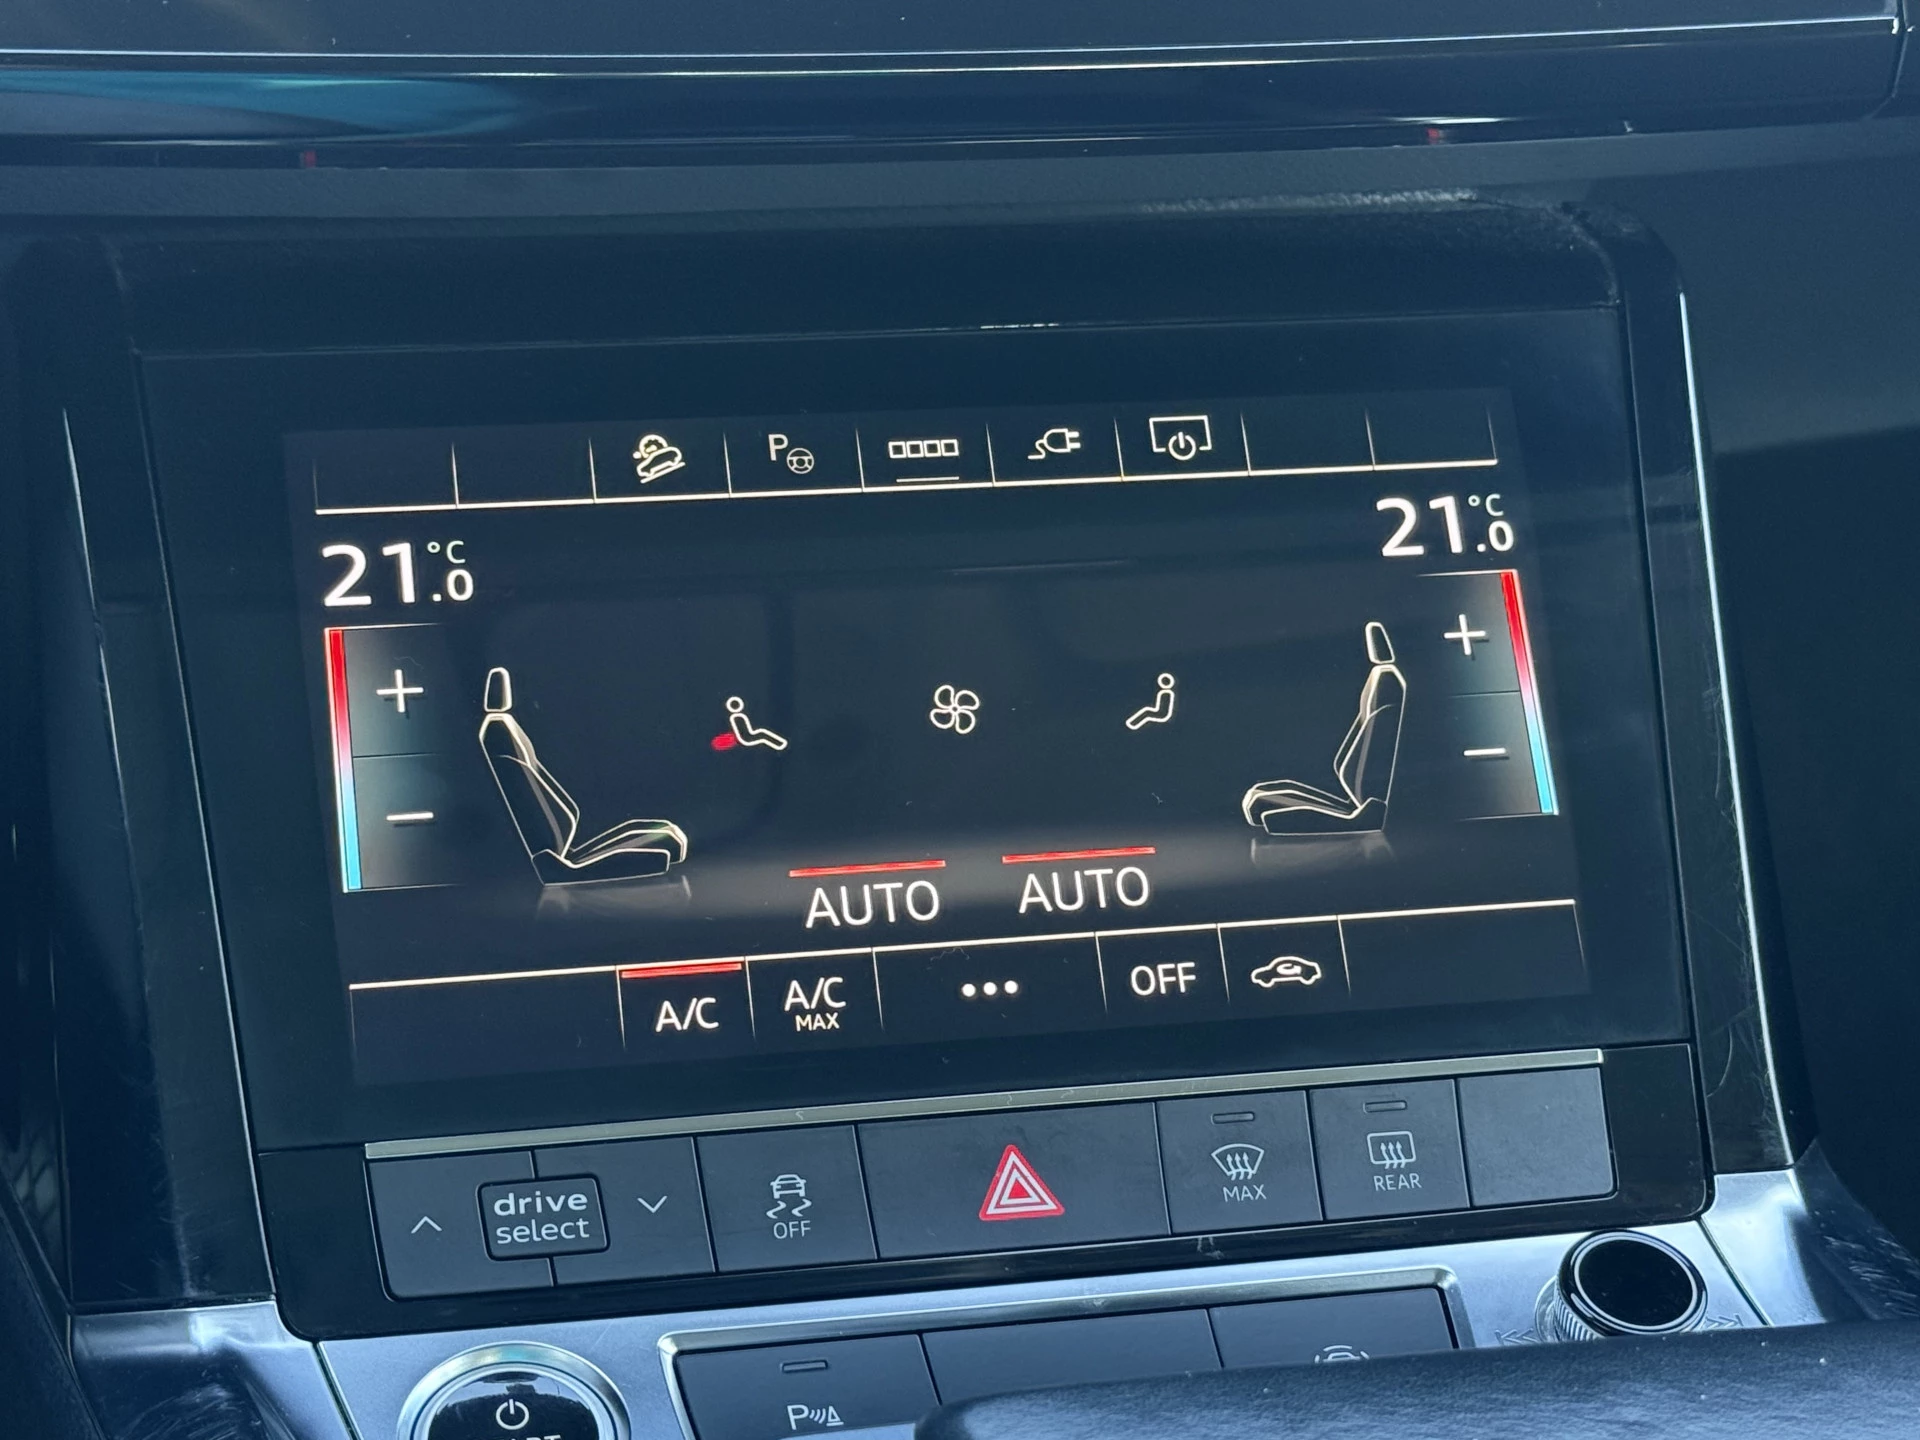 P
21.0 °C
21.0 °C
+
+
−
−
AUTO AUTO
A/C
A/C
MAX
•••
OFF
drive
select
OFF
MAX
REAR
P